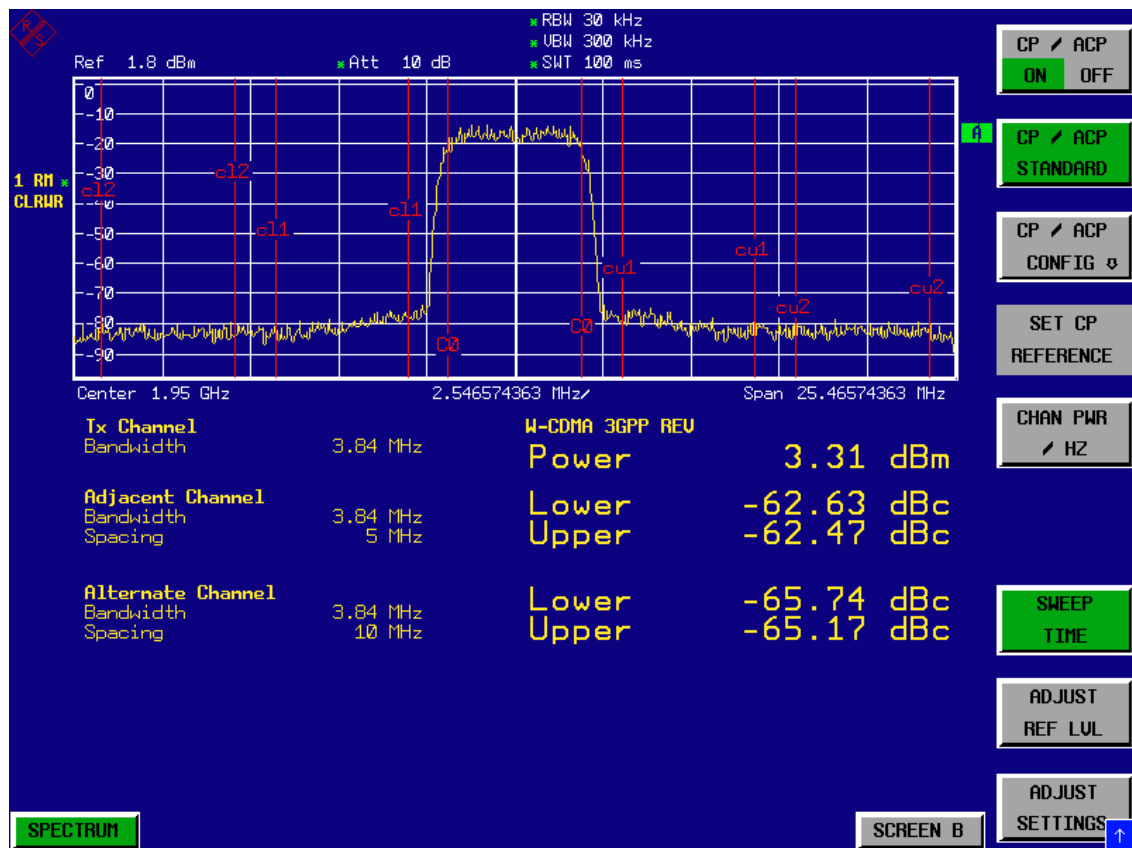 R
S
* RBW 30 kHz
* VBW 300 kHz
Ref 1.8 dBm * Att 10 dB * SWT 100 ms
0
-10
-20
-30
-40
-50
-60
-70
-80
-90
A
1 RM *
CLRWR
cl2
cl2
cl1
cl1
C0
C0
cu1
cu1
cu2
cu2
Center 1.95 GHz 2.546574363 MHz/ Span 25.46574363 MHz
Tx Channel W-CDMA 3GPP REV
Bandwidth 3.84 MHz
Power 3.31 dBm
Adjacent Channel
Lower -62.63 dBc
Bandwidth 3.84 MHz
Spacing 5 MHz
Upper -62.47 dBc
Alternate Channel
Lower -65.74 dBc
Bandwidth 3.84 MHz
Spacing 10 MHz
Upper -65.17 dBc
CP / ACP
ON OFF
CP / ACP
STANDARD
CP / ACP
CONFIG ⇩
SET CP
REFERENCE
CHAN PWR
/ HZ
SWEEP
TIME
ADJUST
REF LVL
ADJUST
SETTINGS
↑
SPECTRUM
SCREEN B